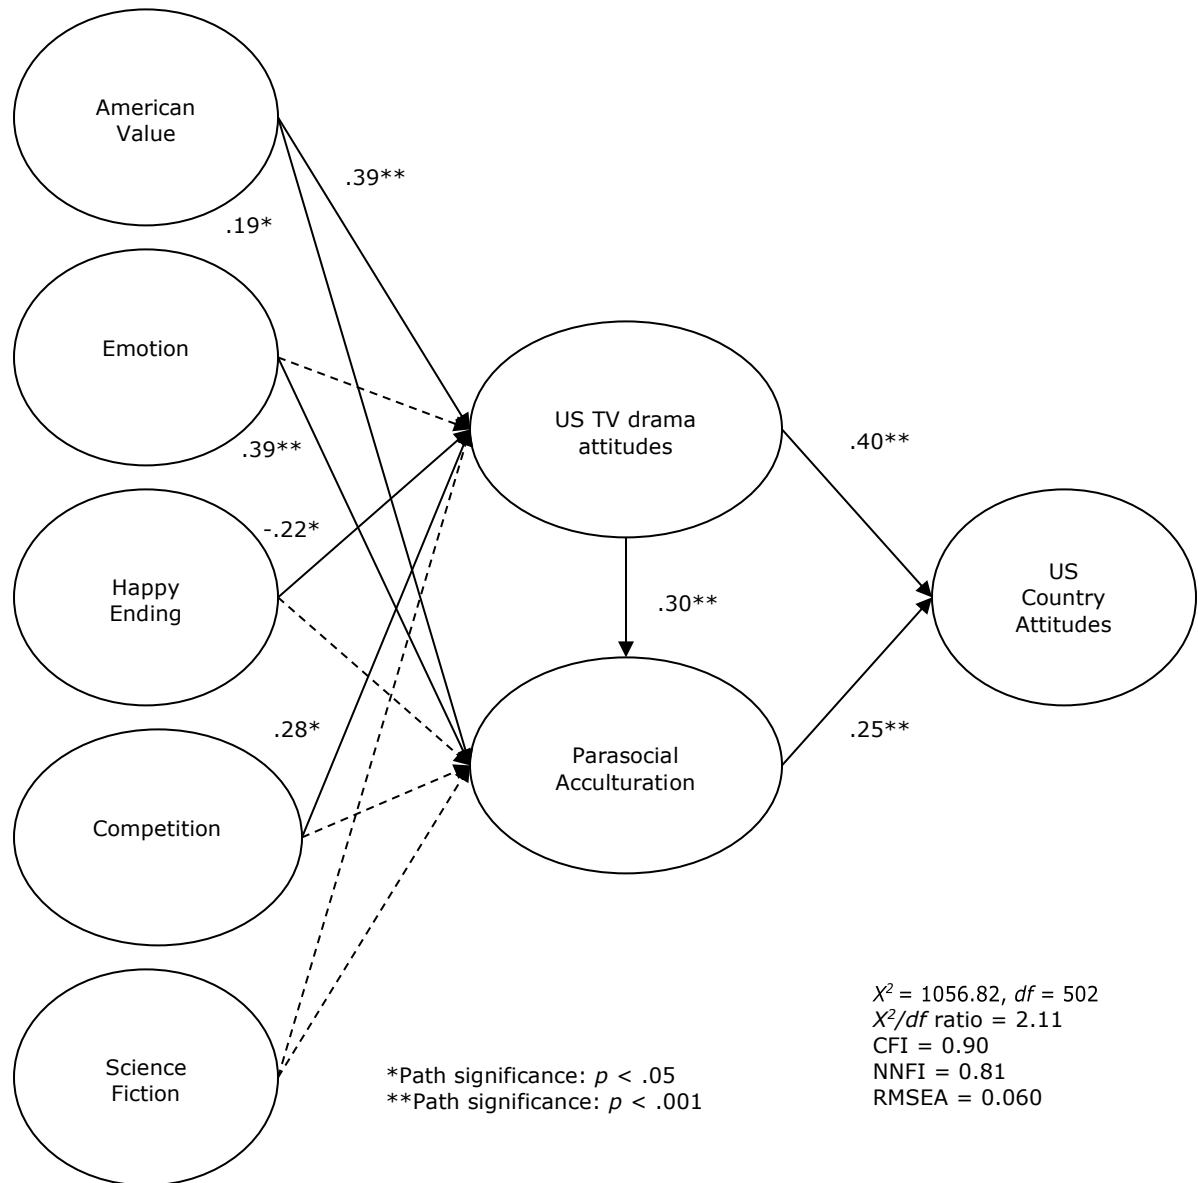 American
Value
.39**
.19*
Emotion
.39**
US TV drama
attitudes
.40**
-.22*
Happy
Ending
.30**
US
Country
Attitudes
.28*
Competition
Parasocial
Acculturation
.25**
Science
Fiction
*Path significance: p < .05
**Path significance: p < .001
X² = 1056.82, df = 502
X²/df ratio = 2.11
CFI = 0.90
NNFI = 0.81
RMSEA = 0.060